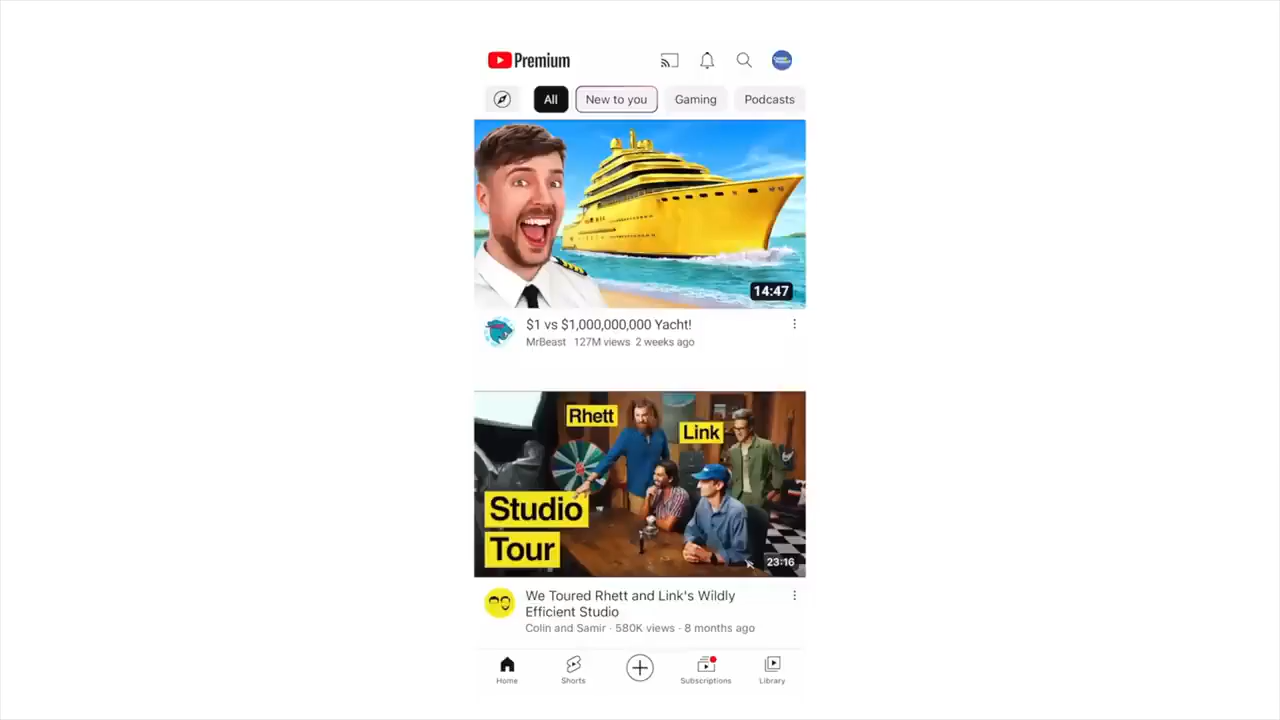 Premium
All New to you Gaming Podcasts
14:47
$1 vs $1,000,000,000 Yacht!
MrBeast 127M views 2 weeks ago
Rhett
Link
Studio
Tour
23:16
We Toured Rhett and Link's Wildly
Efficient Studio
Colin and Samir · 580K views · 8 months ago
Home Shorts Subscriptions Library